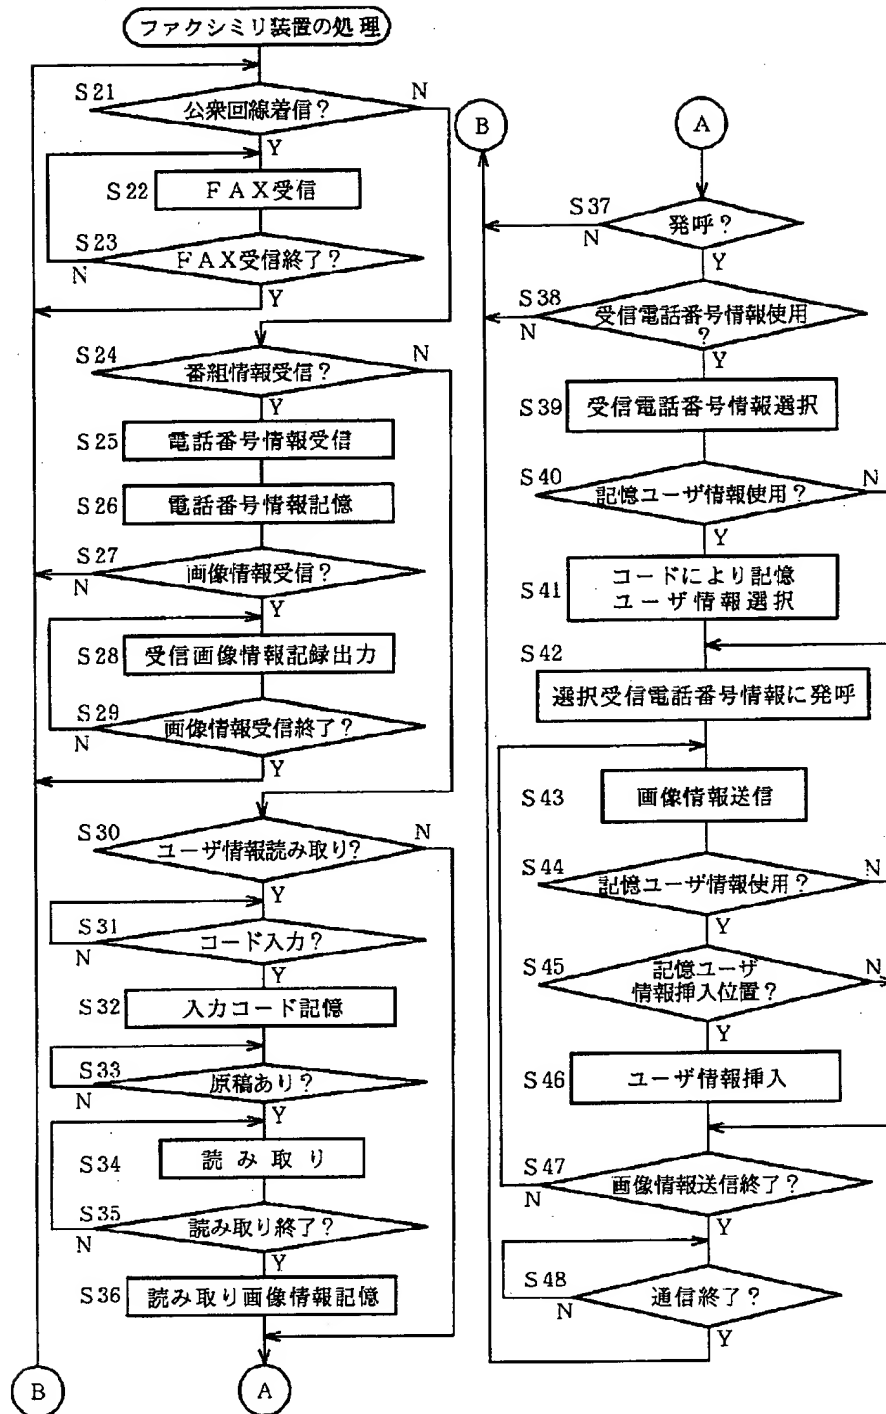 ファクシミリ装置の処理
S21
公衆回線着信?
N
Y
S22
FAX受信
S23
FAX受信終了?
N
Y
S24
番組情報受信?
N
Y
S25
電話番号情報受信
S26
電話番号情報記憶
S27
画像情報受信?
N
Y
S28
受信画像情報記録出力
S29
画像情報受信終了?
N
Y
S30
ユーザ情報読み取り?
N
Y
S31
コード入力?
N
Y
S32
入力コード記憶
S33
原稿あり?
N
Y
S34
読み取り
S35
読み取り終了?
N
Y
S36
読み取り画像情報記憶
B
A
B
A
S37
発呼?
N
Y
S38
受信電話番号情報使用
?
N
Y
S39
受信電話番号情報選択
S40
記憶ユーザ情報使用?
N
Y
S41
コードにより記憶
ユーザ情報選択
S42
選択受信電話番号情報に発呼
S43
画像情報送信
S44
記憶ユーザ情報使用?
N
Y
S45
記憶ユーザ
情報挿入位置?
N
Y
S46
ユーザ情報挿入
S47
画像情報送信終了?
N
Y
S48
通信終了?
N
Y